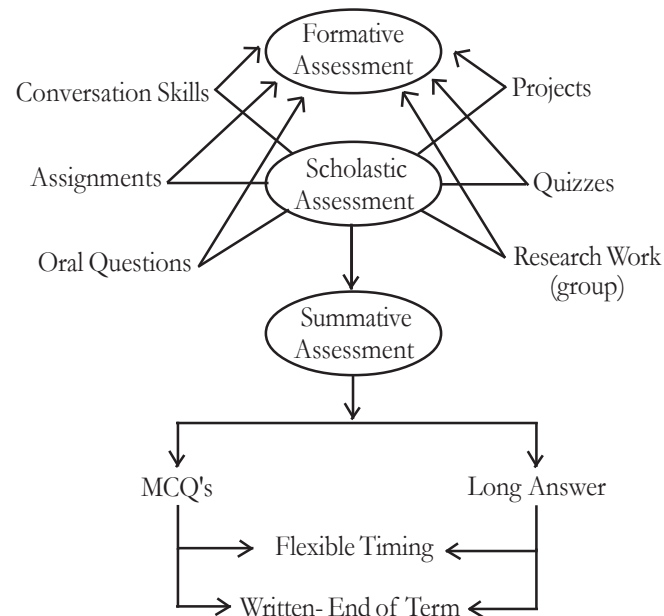 Formative
Assessment
Conversation Skills
Projects
Scholastic
Assessment
Assignments
Quizzes
Oral Questions
Research Work
(group)
Summative
Assessment
MCQ's
Long Answer
Flexible Timing
Written- End of Term